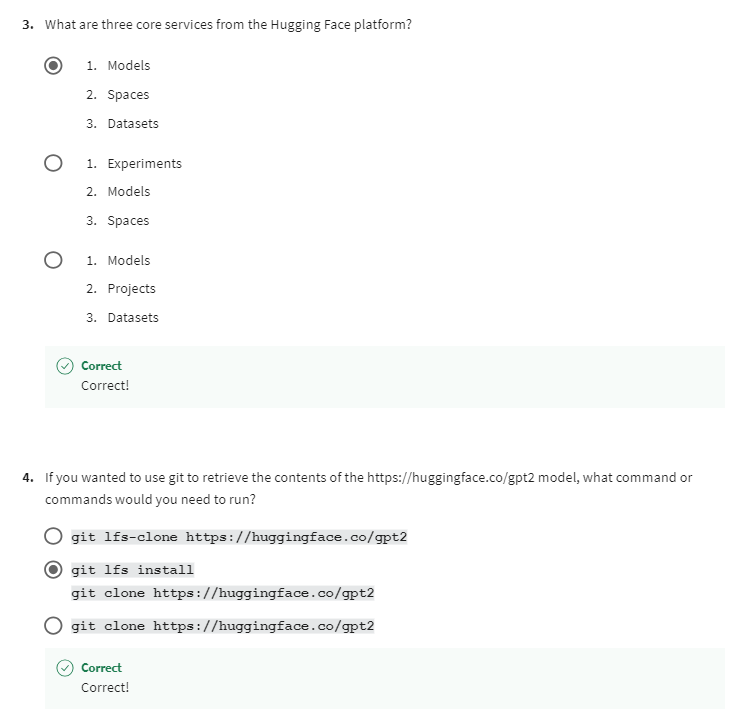 3. What are three core services from the Hugging Face platform?
1. Models
2. Spaces
3. Datasets
1. Experiments
2. Models
3. Spaces
1. Models
2. Projects
3. Datasets
Correct
Correct!
4. If you wanted to use git to retrieve the contents of the https://huggingface.co/gpt2 model, what command or
commands would you need to run?
git lfs-clone https://huggingface.co/gpt2
git lfs install
git clone https://huggingface.co/gpt2
git clone https://huggingface.co/gpt2
Correct
Correct!